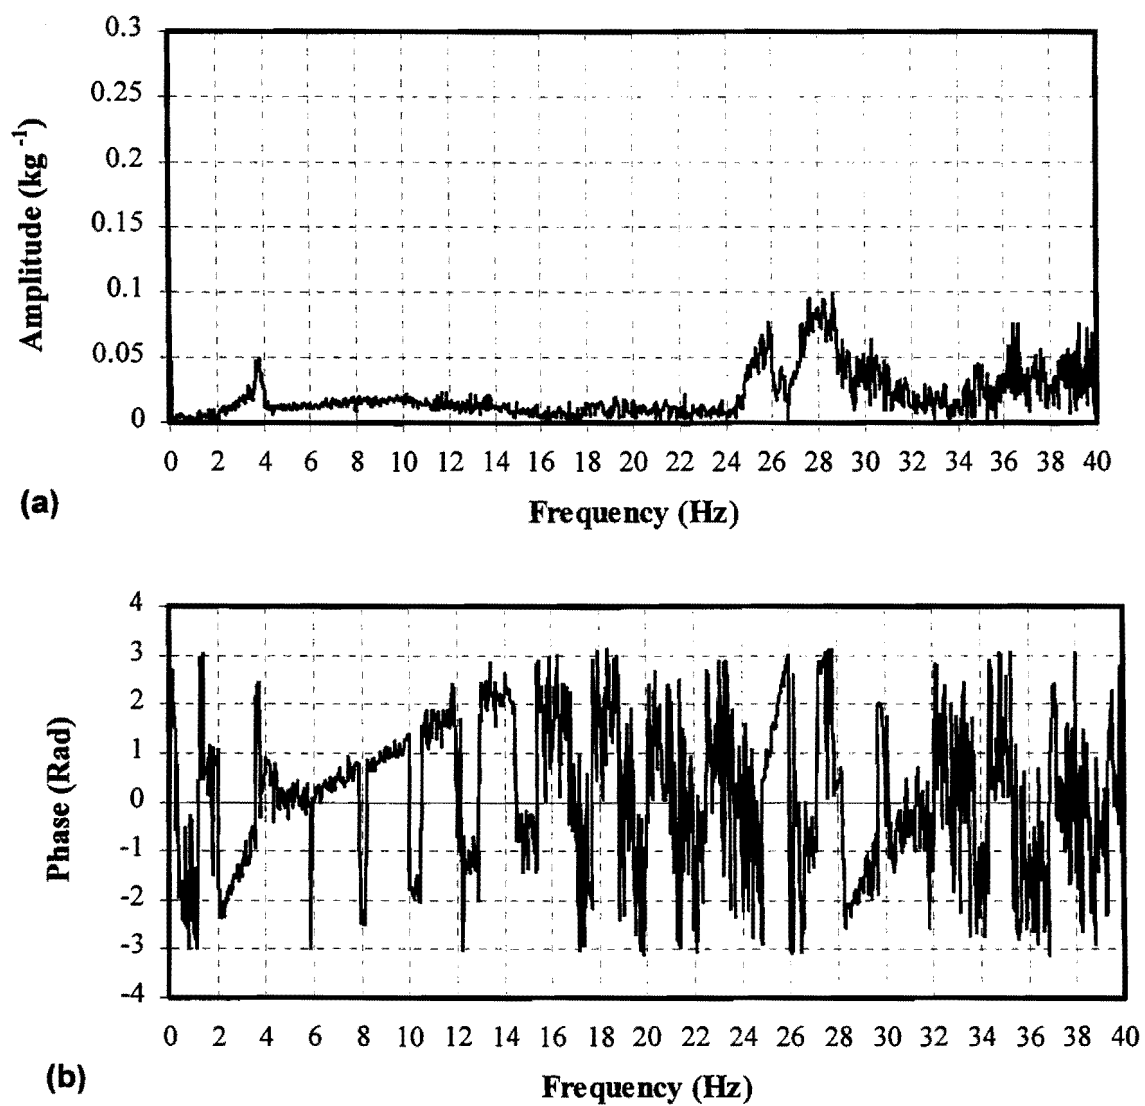 0.3
0.25
0.2
0.15
0.1
0.05
0
Amplitude (kg -1)
0 2 4 6 8 10 12 14 16 18 20 22 24 26 28 30 32 34 36 38 40
(a)
Frequency (Hz)
4
3
2
1
0
-1
-2
-3
-4
Phase (Rad)
0 2 4 6 8 10 12 14 16 18 20 22 24 26 28 30 32 34 36 38 40
(b)
Frequency (Hz)